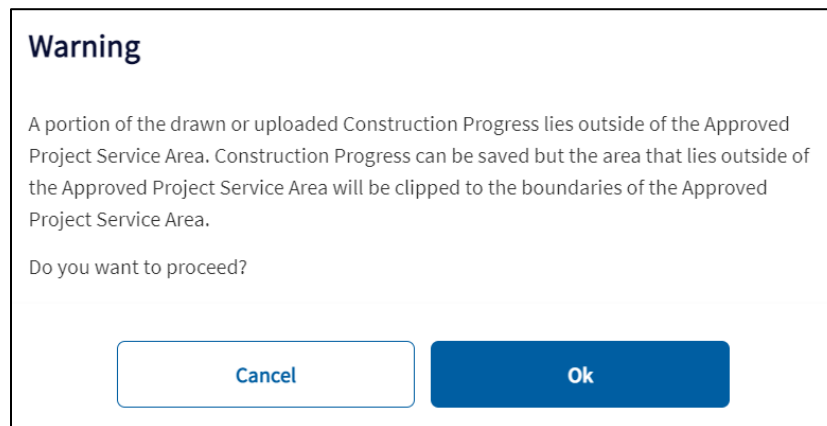 Warning
A portion of the drawn or uploaded Construction Progress lies outside of the Approved
Project Service Area. Construction Progress can be saved but the area that lies outside of
the Approved Project Service Area will be clipped to the boundaries of the Approved
Project Service Area.
Do you want to proceed?
Cancel
Ok